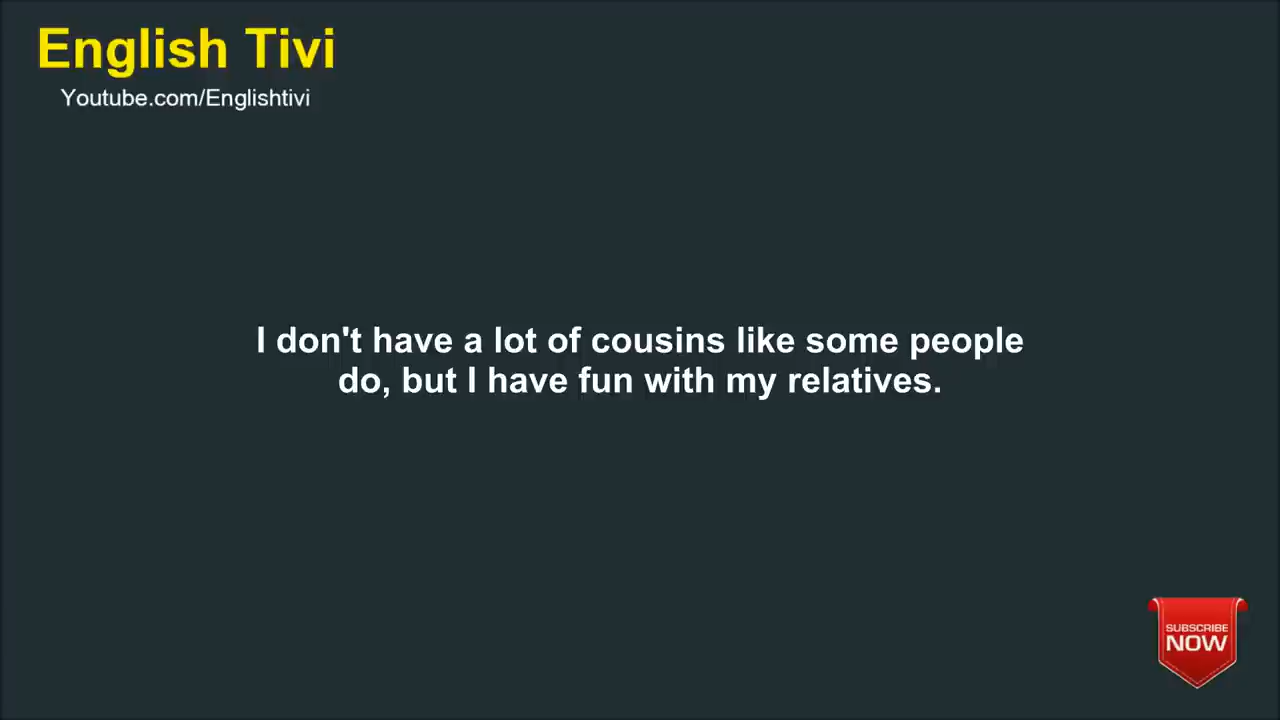 English Tivi
Youtube.com/Englishtivi
I don't have a lot of cousins like some people
do, but I have fun with my relatives.
SUBSCRIBE
NOW